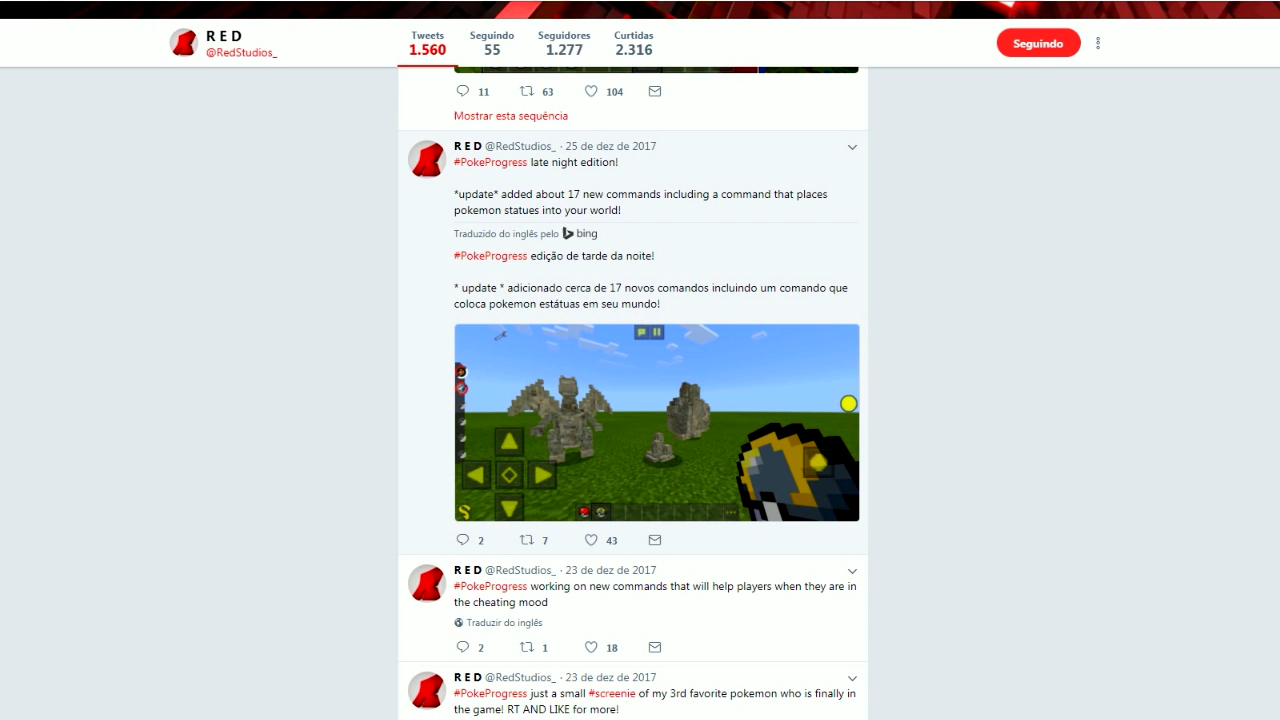 R E D
@RedStudios_
Tweets
1.560
Seguindo
55
Seguidores
1.277
Curtidas
2.316
Seguindo
11 63 104
Mostrar esta sequência
R E D @RedStudios_ · 25 de dez de 2017
#PokeProgress late night edition!
*update* added about 17 new commands including a command that places
pokemon statues into your world!
Traduzido do inglês pelo bing
#PokeProgress edição de tarde da noite!
* update * adicionado cerca de 17 novos comandos incluindo um comando que
coloca pokemon estátuas em seu mundo!
2 7 43
R E D @RedStudios_ · 23 de dez de 2017
#PokeProgress working on new commands that will help players when they are in
the cheating mood
Traduzir do inglês
2 1 18
R E D @RedStudios_ · 23 de dez de 2017
#PokeProgress just a small #screenie of my 3rd favorite pokemon who is finally in
the game! RT AND LIKE for more!